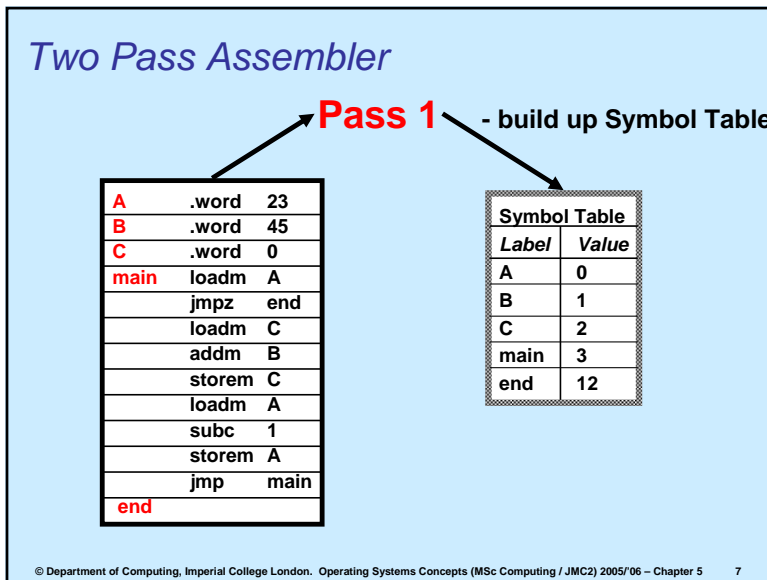 Two Pass Assembler
Pass 1 - build up Symbol Table
A .word 23
B .word 45
C .word 0
main loadm A
jmpz end
loadm C
addm B
storem C
loadm A
subc 1
storem A
jmp main
end
Symbol Table
Label Value
A 0
B 1
C 2
main 3
end 12
© Department of Computing, Imperial College London. Operating Systems Concepts (MSc Computing / JMC2) 2005/'06 – Chapter 5 7